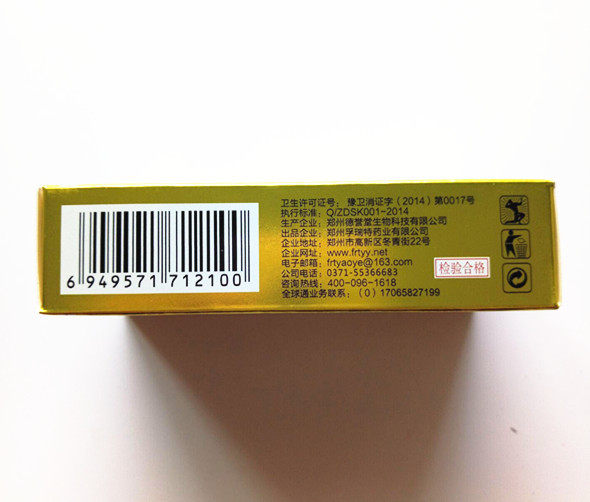 卫生许可证号：豫卫消证字（2014）第0017号
执行标准：Q/ZDSK001-2014
生产企业：郑州德誉堂生物科技有限公司
出品企业：郑州孚瑞特药业有限公司
企业地址：郑州市高新区冬青街22号
企业网址：www.frtyy.net
电子邮箱：frtyaoye@163.com
公司电话：0371-55366683
咨询热线：400-096-1618
全球通业务联系：（0）17065827199
检验合格
6 949571 712100